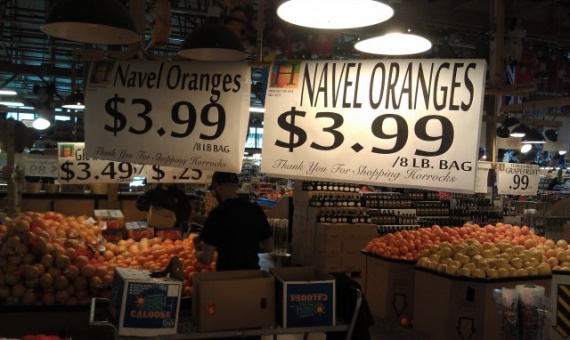 Navel Oranges
$3.99
/8 LB BAG
Thank You For Shopping Horrocks
NAVEL ORANGES
$3.99
/8 LB. BAG
Thank You For Shopping Horrocks
$3.49
GRAPEFRUIT
.99
CALOOSA
CALOOSA